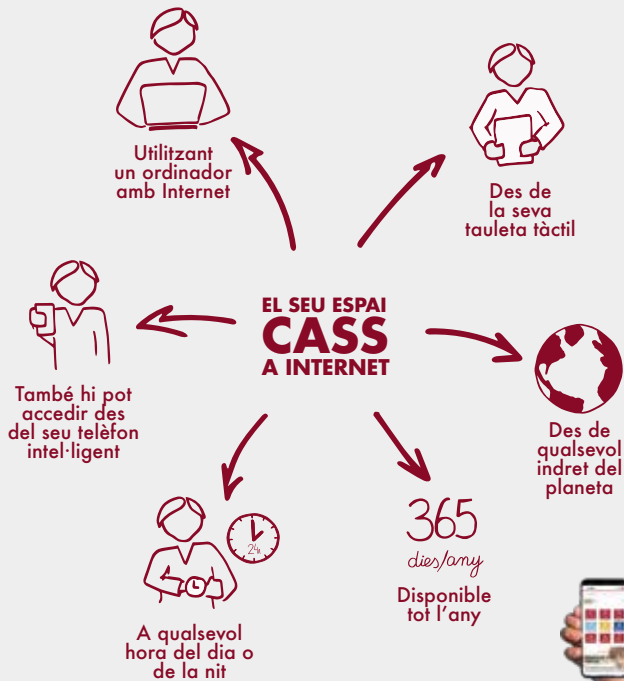 Utilitzant
un ordinador
amb Internet
Des de
la seva
tauleta tàctil
EL SEU ESPAI
CASS
A INTERNET
També hi pot
accedir des
del seu telèfon
intel·ligent
Des de
qualsevol
indret del
planeta
24h
A qualsevol
hora del dia o
de la nit
365
dies/any
Disponible
tot l'any